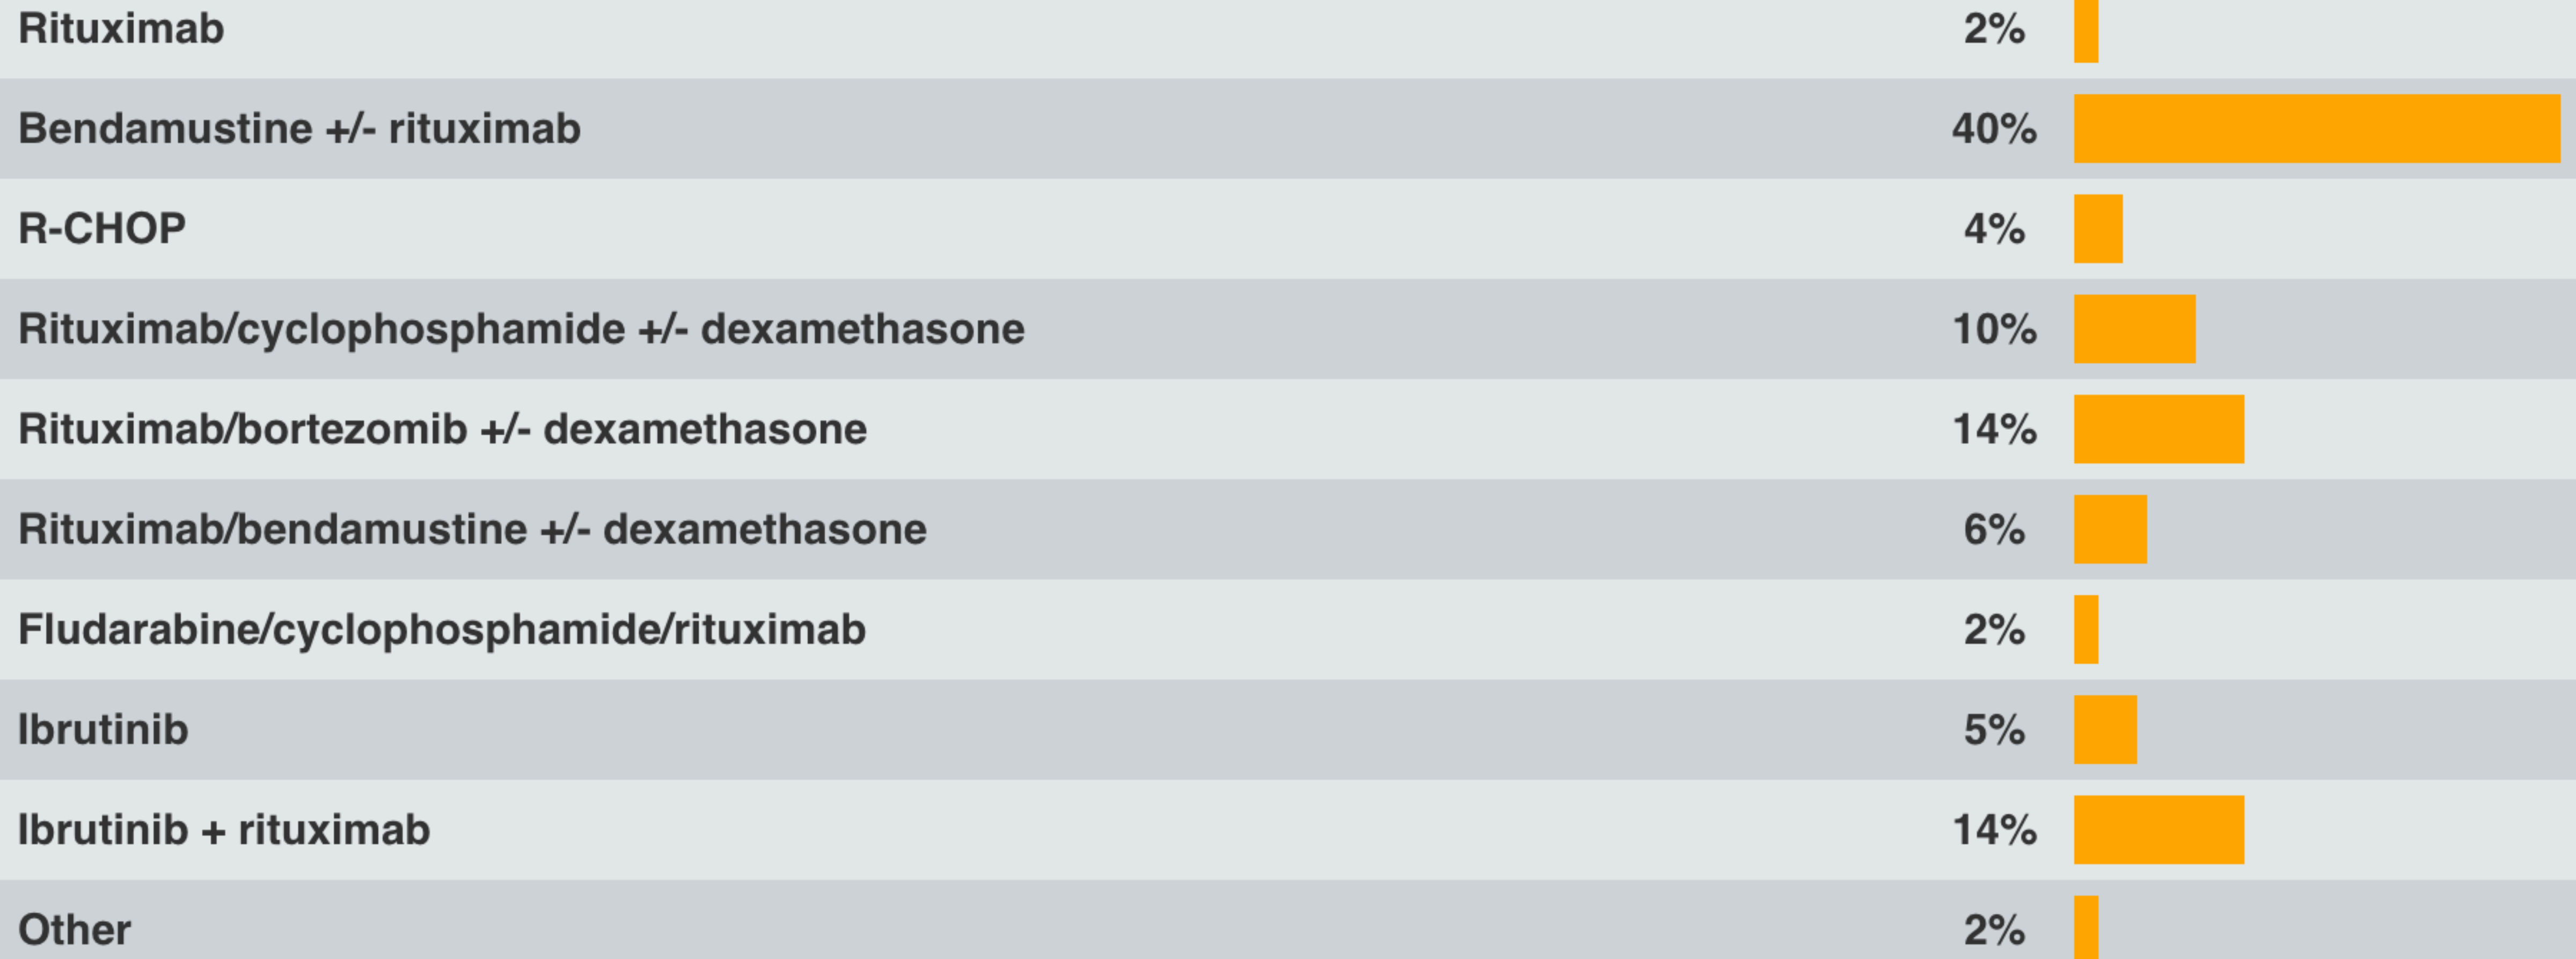 Rituximab 2%
Bendamustine +/- rituximab 40%
R-CHOP 4%
Rituximab/cyclophosphamide +/- dexamethasone 10%
Rituximab/bortezomib +/- dexamethasone 14%
Rituximab/bendamustine +/- dexamethasone 6%
Fludarabine/cyclophosphamide/rituximab 2%
Ibrutinib 5%
Ibrutinib + rituximab 14%
Other 2%